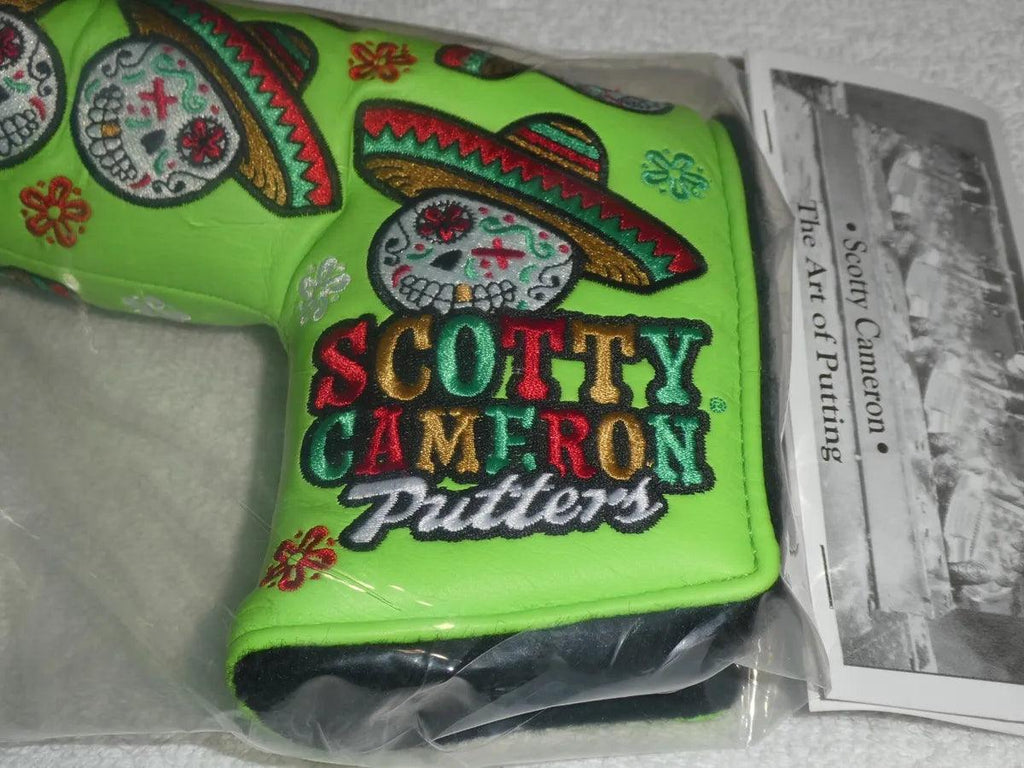 SCOTTY
CAMERON
Putters
®
• Scotty Cameron •
The Art of Putting